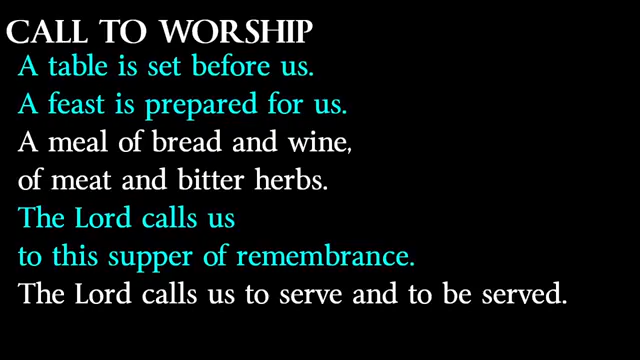 CALL TO WORSHIP
A table is set before us.
A feast is prepared for us.
A meal of bread and wine,
of meat and bitter herbs.
The Lord calls us
to this supper of remembrance.
The Lord calls us to serve and to be served.